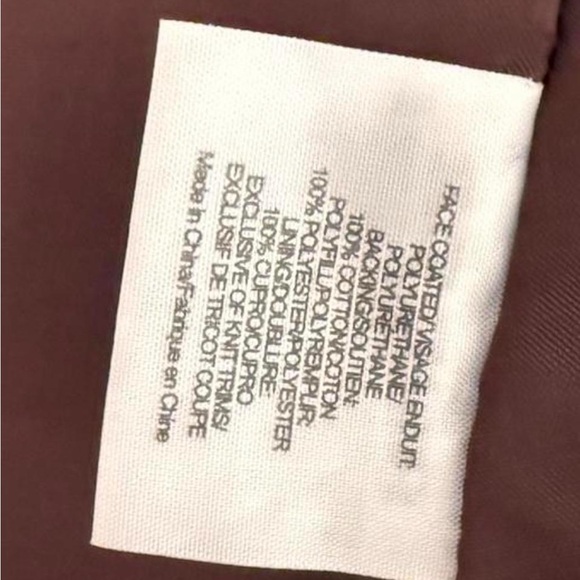 FACE COATED/VISAGE ENDUIT:
POLYURETHANE/
POLYURETHANE
BACKING/SOUTIEN:
100% COTTON/COTON
POLYFILL/POLYREMPLIR:
100% POLYESTER/POLYESTER
LINING/DOUBLURE:
100% CUPRO/CUPRO
EXCLUSIVE OF KNIT TRIMS/
EXCLUSIF DE TRICOT COUPE
Made in China/Fabrique en Chine